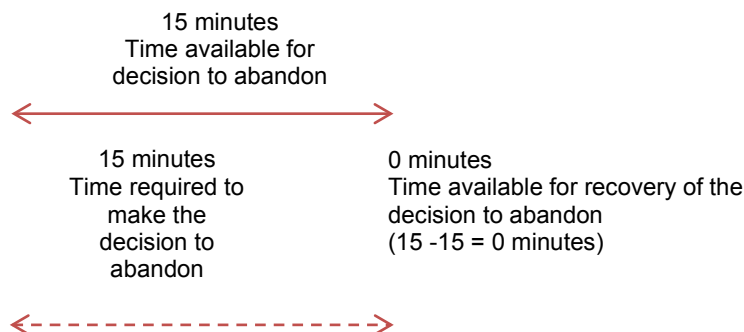 15 minutes
Time available for
decision to abandon
15 minutes
Time required to
make the
decision to
abandon
0 minutes
Time available for recovery of the
decision to abandon
(15 -15 = 0 minutes)